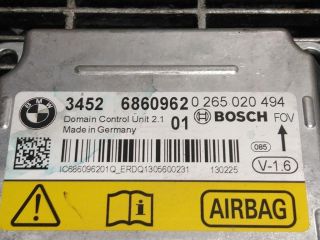 BMW
3452 6860962 0 265 020 494
Domain Control Unit 2.1 01 BOSCH FOV
Made in Germany
085
V-1.6
IC686096201Q_ERDQ1305600231 130225
AIRBAG